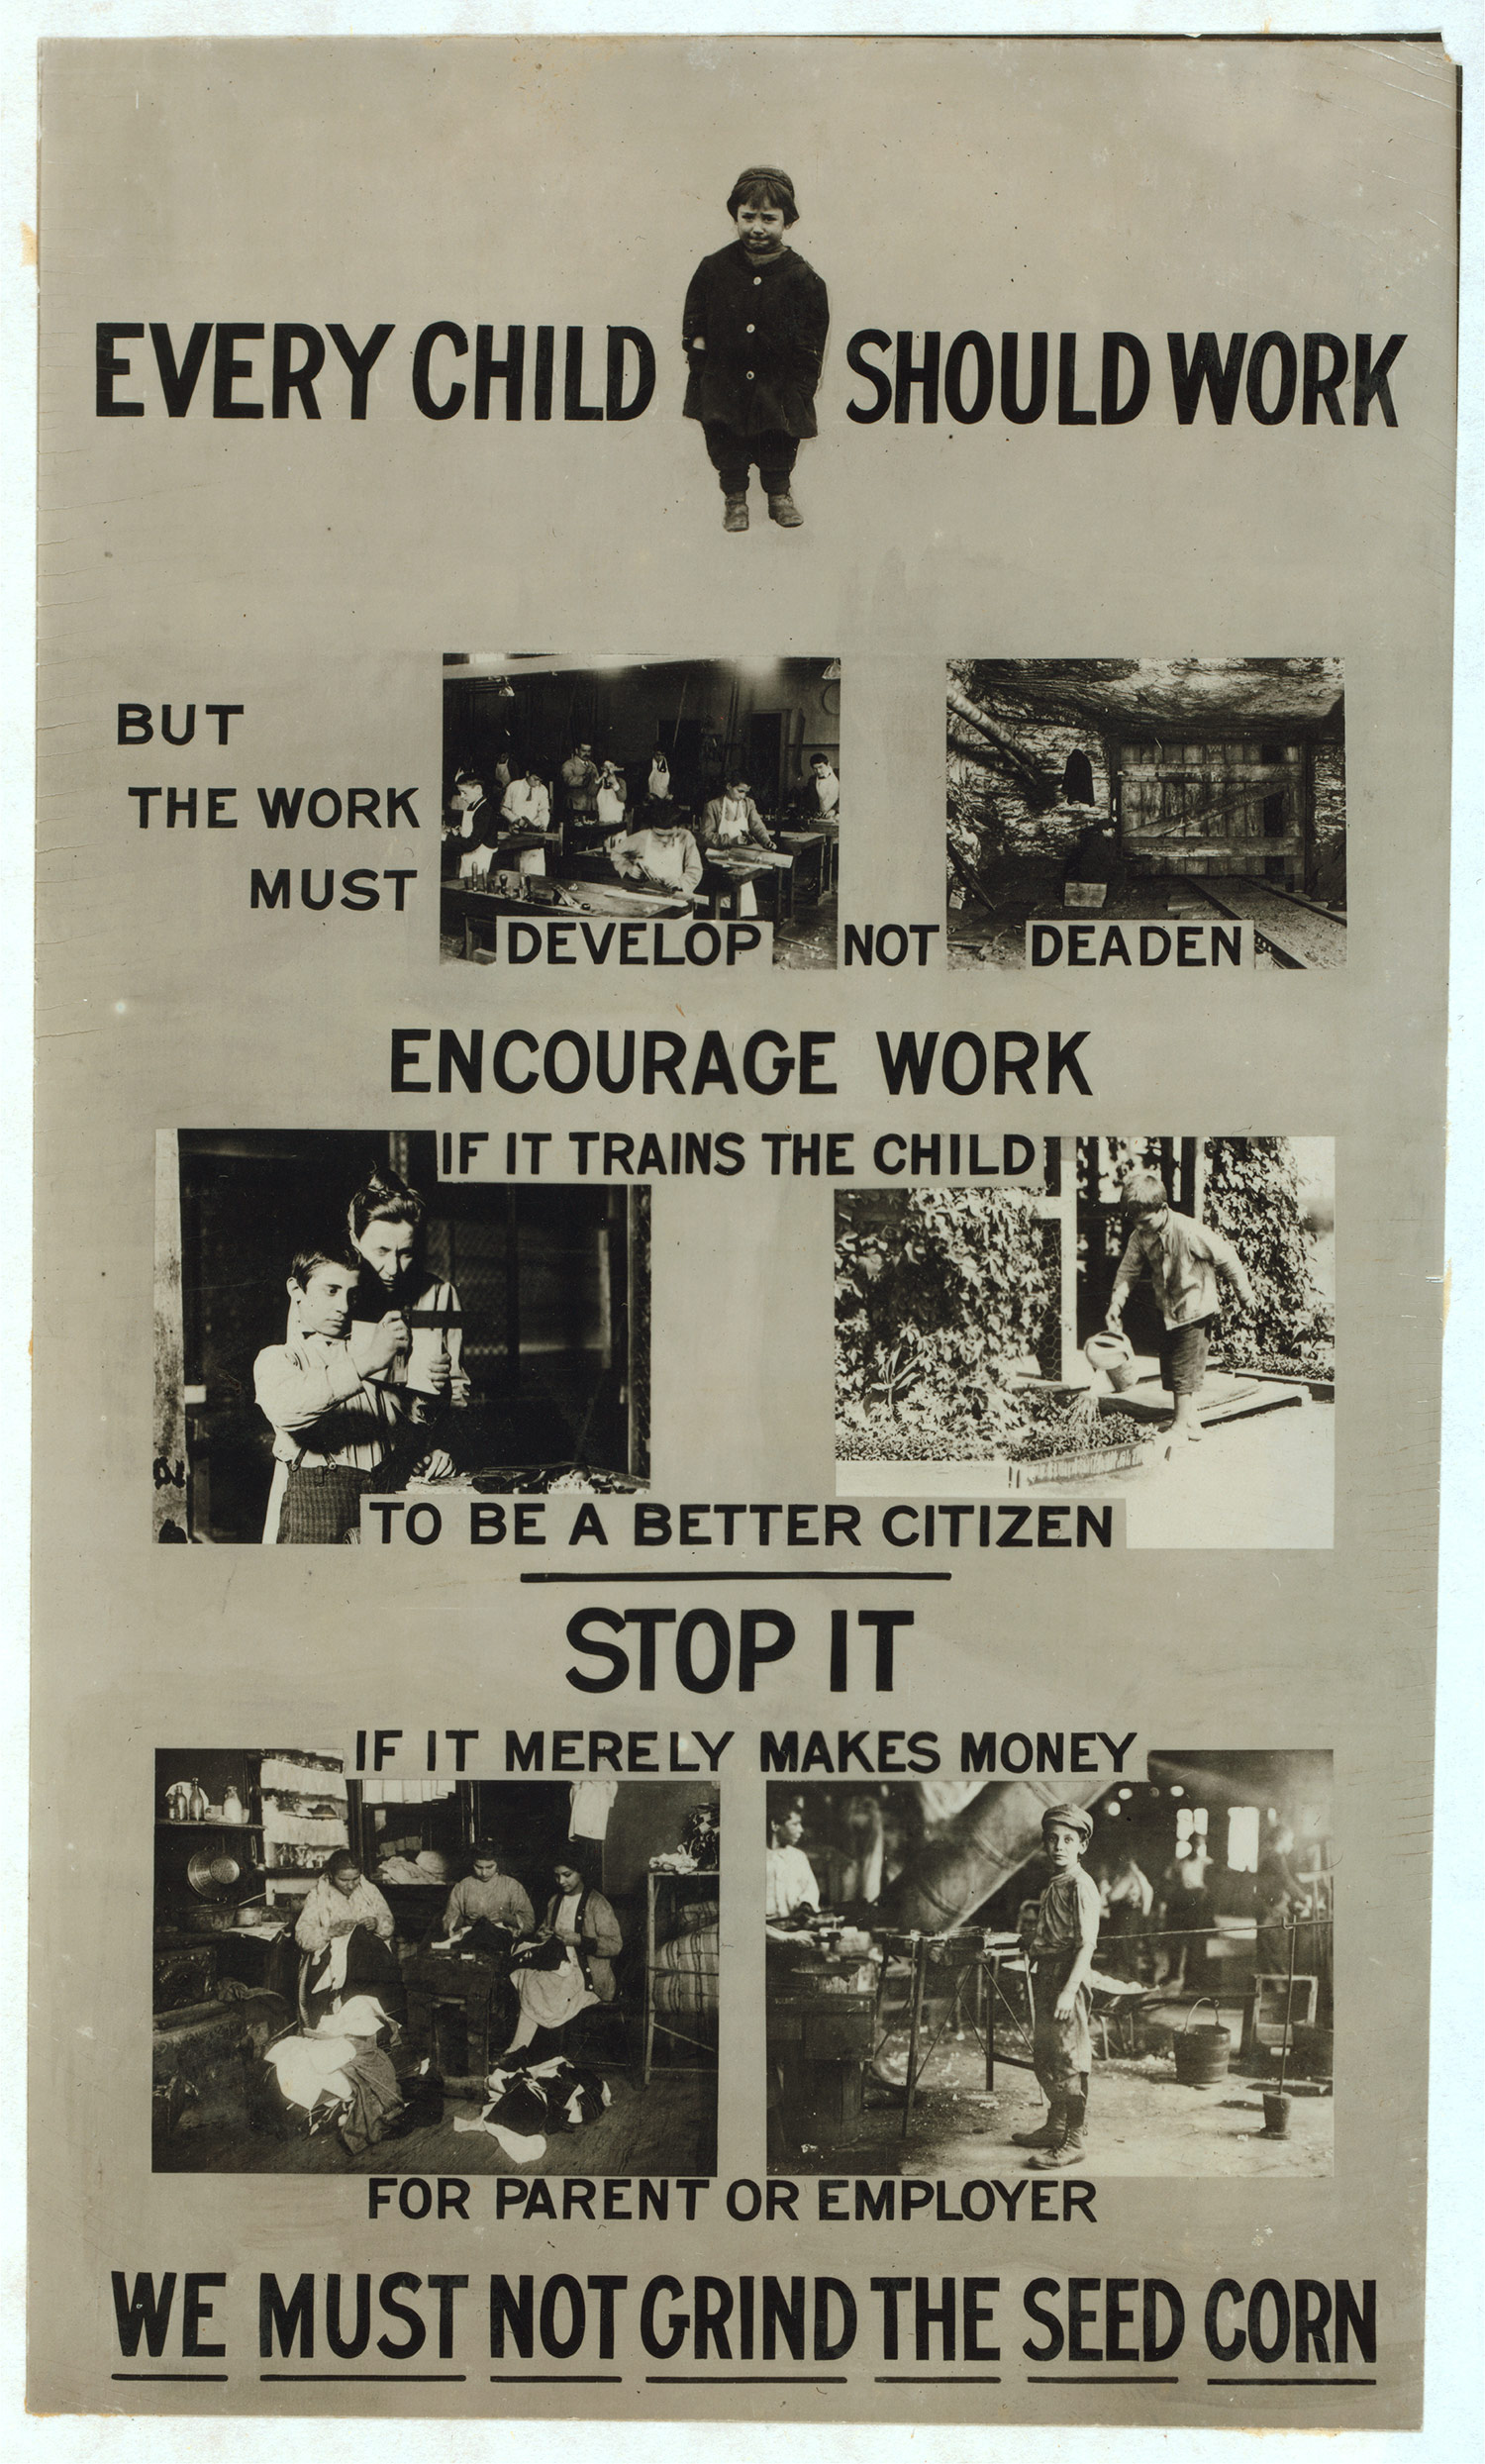 EVERY CHILD SHOULD WORK
BUT
THE WORK
MUST
DEVELOP NOT DEADEN
ENCOURAGE WORK
IF IT TRAINS THE CHILD
TO BE A BETTER CITIZEN
STOP IT
IF IT MERELY MAKES MONEY
FOR PARENT OR EMPLOYER
WE MUST NOT GRIND THE SEED CORN